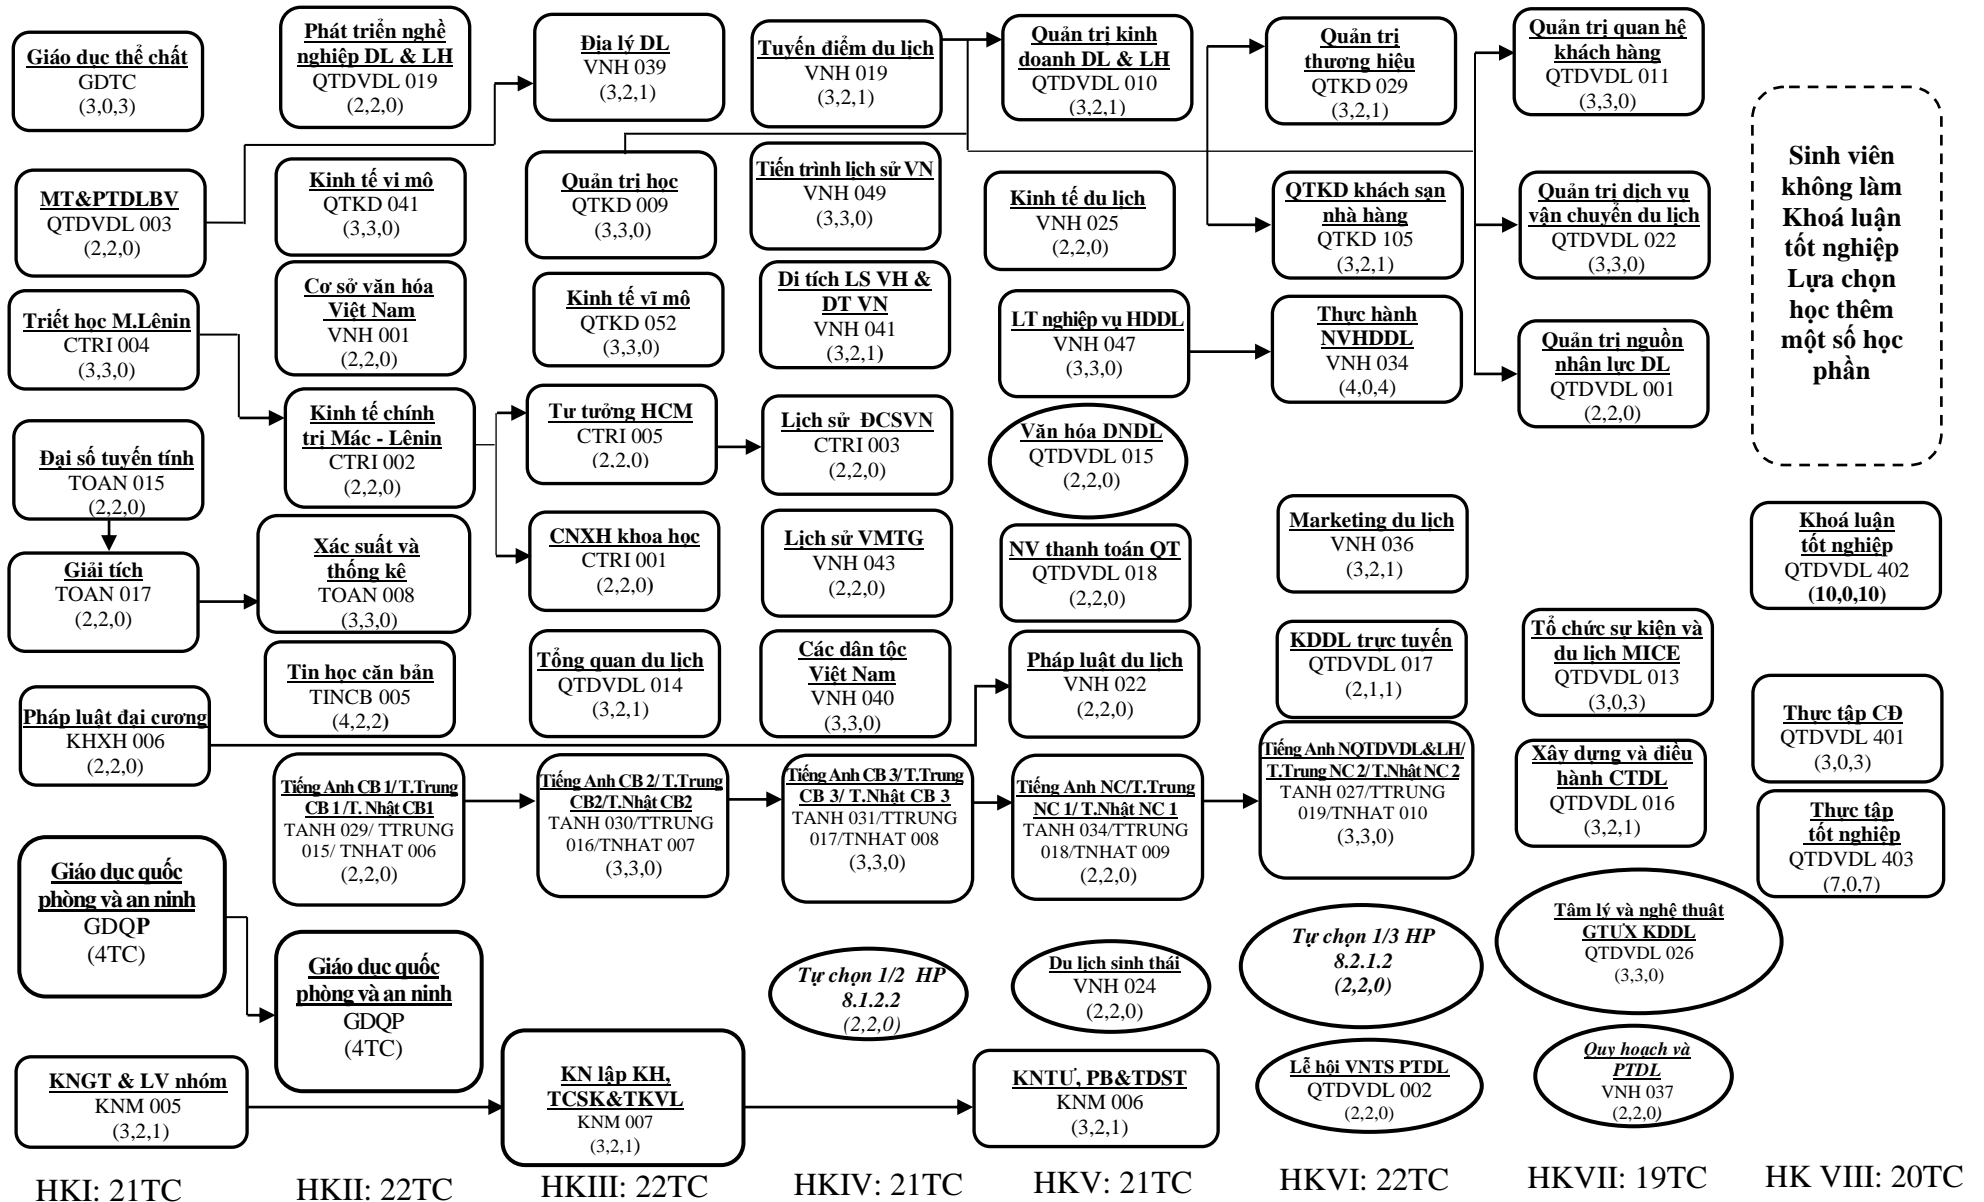 Giáo dục thể chất
GDTC
(3,0,3)
MT&PTDLBV
QTDVDL 003
(2,2,0)
Triết học M.Lênin
CTRI 004
(3,3,0)
Đại số tuyến tính
TOAN 015
(2,2,0)
Giải tích
TOAN 017
(2,2,0)
Pháp luật đại cương
KHXH 006
(2,2,0)
Giáo dục quốc
phòng và an ninh
GDQP
(4TC)
KNGT & LV nhóm
KNM 005
(3,2,1)
HKI: 21TC
Phát triển nghề
nghiệp DL & LH
QTDVDL 019
(2,2,0)
Kinh tế vi mô
QTKD 041
(3,3,0)
Cơ sở văn hóa
Việt Nam
VNH 001
(2,2,0)
Kinh tế chính
trị Mác - Lênin
CTRI 002
(2,2,0)
Xác suất và
thống kê
TOAN 008
(3,3,0)
Tin học căn bản
TINCB 005
(4,2,2)
Tiếng Anh CB 1/ T.Trung
CB 1 /T. Nhật CB1
TANH 029/ TTRUNG
015/ TNHAT 006
(2,2,0)
Giáo dục quốc
phòng và an ninh
GDQP
(4TC)
HKII: 22TC
Địa lý DL
VNH 039
(3,2,1)
Quản trị học
QTKD 009
(3,3,0)
Kinh tế vĩ mô
QTKD 052
(3,3,0)
Tư tưởng HCM
CTRI 005
(2,2,0)
CNXH khoa học
CTRI 001
(2,2,0)
Tổng quan du lịch
QTDVDL 014
(3,2,1)
Tiếng Anh CB 2/ T.Trung
CB2/T.Nhật CB2
TANH 030/TTRUNG
016/TNHAT 007
(3,3,0)
KN lập KH,
TCSK&TKVL
KNM 007
(3,2,1)
HKIII: 22TC
Tuyến điểm du lịch
VNH 019
(3,2,1)
Tiến trình lịch sử VN
VNH 049
(3,3,0)
Di tích LS VH &
DT VN
VNH 041
(3,2,1)
Lịch sử ĐCSVN
CTRI 003
(2,2,0)
Lịch sử VMTG
VNH 043
(2,2,0)
Các dân tộc
Việt Nam
VNH 040
(3,3,0)
Tiếng Anh CB 3/T.Trung
CB 3/ T.Nhật CB 3
TANH 031/TTRUNG
017/TNHAT 008
(3,3,0)
Tự chọn 1/2 HP
8.1.2.2
(2,2,0)
HKIV: 21TC
Quản trị kinh
doanh DL & LH
QTDVDL 010
(3,2,1)
Kinh tế du lịch
VNH 025
(2,2,0)
LT nghiệp vụ HDDL
VNH 047
(3,3,0)
Văn hóa DNDL
QTDVDL 015
(2,2,0)
NV thanh toán QT
QTDVDL 018
(2,2,0)
Pháp luật du lịch
VNH 022
(2,2,0)
Tiếng Anh NC/T.Trung
NC 1/ T.Nhật NC 1
TANH 034/TTRUNG
018/TNHAT 009
(2,2,0)
Du lịch sinh thái
VNH 024
(2,2,0)
KNTƯ, PB&TDST
KNM 006
(3,2,1)
HKV: 21TC
Quản trị
thương hiệu
QTKD 029
(3,2,1)
QTKD khách sạn
nhà hàng
QTKD 105
(3,2,1)
Thực hành
NVHDDL
VNH 034
(4,0,4)
Marketing du lịch
VNH 036
(3,2,1)
KDDL trực tuyến
QTDVDL 017
(2,1,1)
Tiếng Anh NQTDVDL&LH/
T.Trung NC 2/ T.Nhật NC 2
TANH 027/TTRUNG
019/TNHAT 010
(3,3,0)
Tự chọn 1/3 HP
8.2.1.2
(2,2,0)
Lễ hội VNTS PTDL
QTDVDL 002
(2,2,0)
HKVI: 22TC
Quản trị quan hệ
khách hàng
QTDVDL 011
(3,3,0)
Quản trị dịch vụ
vận chuyển du lịch
QTDVDL 022
(3,3,0)
Quản trị nguồn
nhân lực DL
QTDVDL 001
(2,2,0)
Tổ chức sự kiện và
du lịch MICE
QTDVDL 013
(3,0,3)
Xây dựng và điều
hành CTDL
QTDVDL 016
(3,2,1)
Tâm lý và nghệ thuật
GTƯX KDDL
QTDVDL 026
(3,3,0)
Quy hoạch và
PTDL
VNH 037
(2,2,0)
HKVII: 19TC
Sinh viên
không làm
Khoá luận
tốt nghiệp
Lựa chọn
học thêm
một số học
phần
Khoá luận
tốt nghiệp
QTDVDL 402
(10,0,10)
Thực tập CĐ
QTDVDL 401
(3,0,3)
Thực tập
tốt nghiệp
QTDVDL 403
(7,0,7)
HK VIII: 20TC